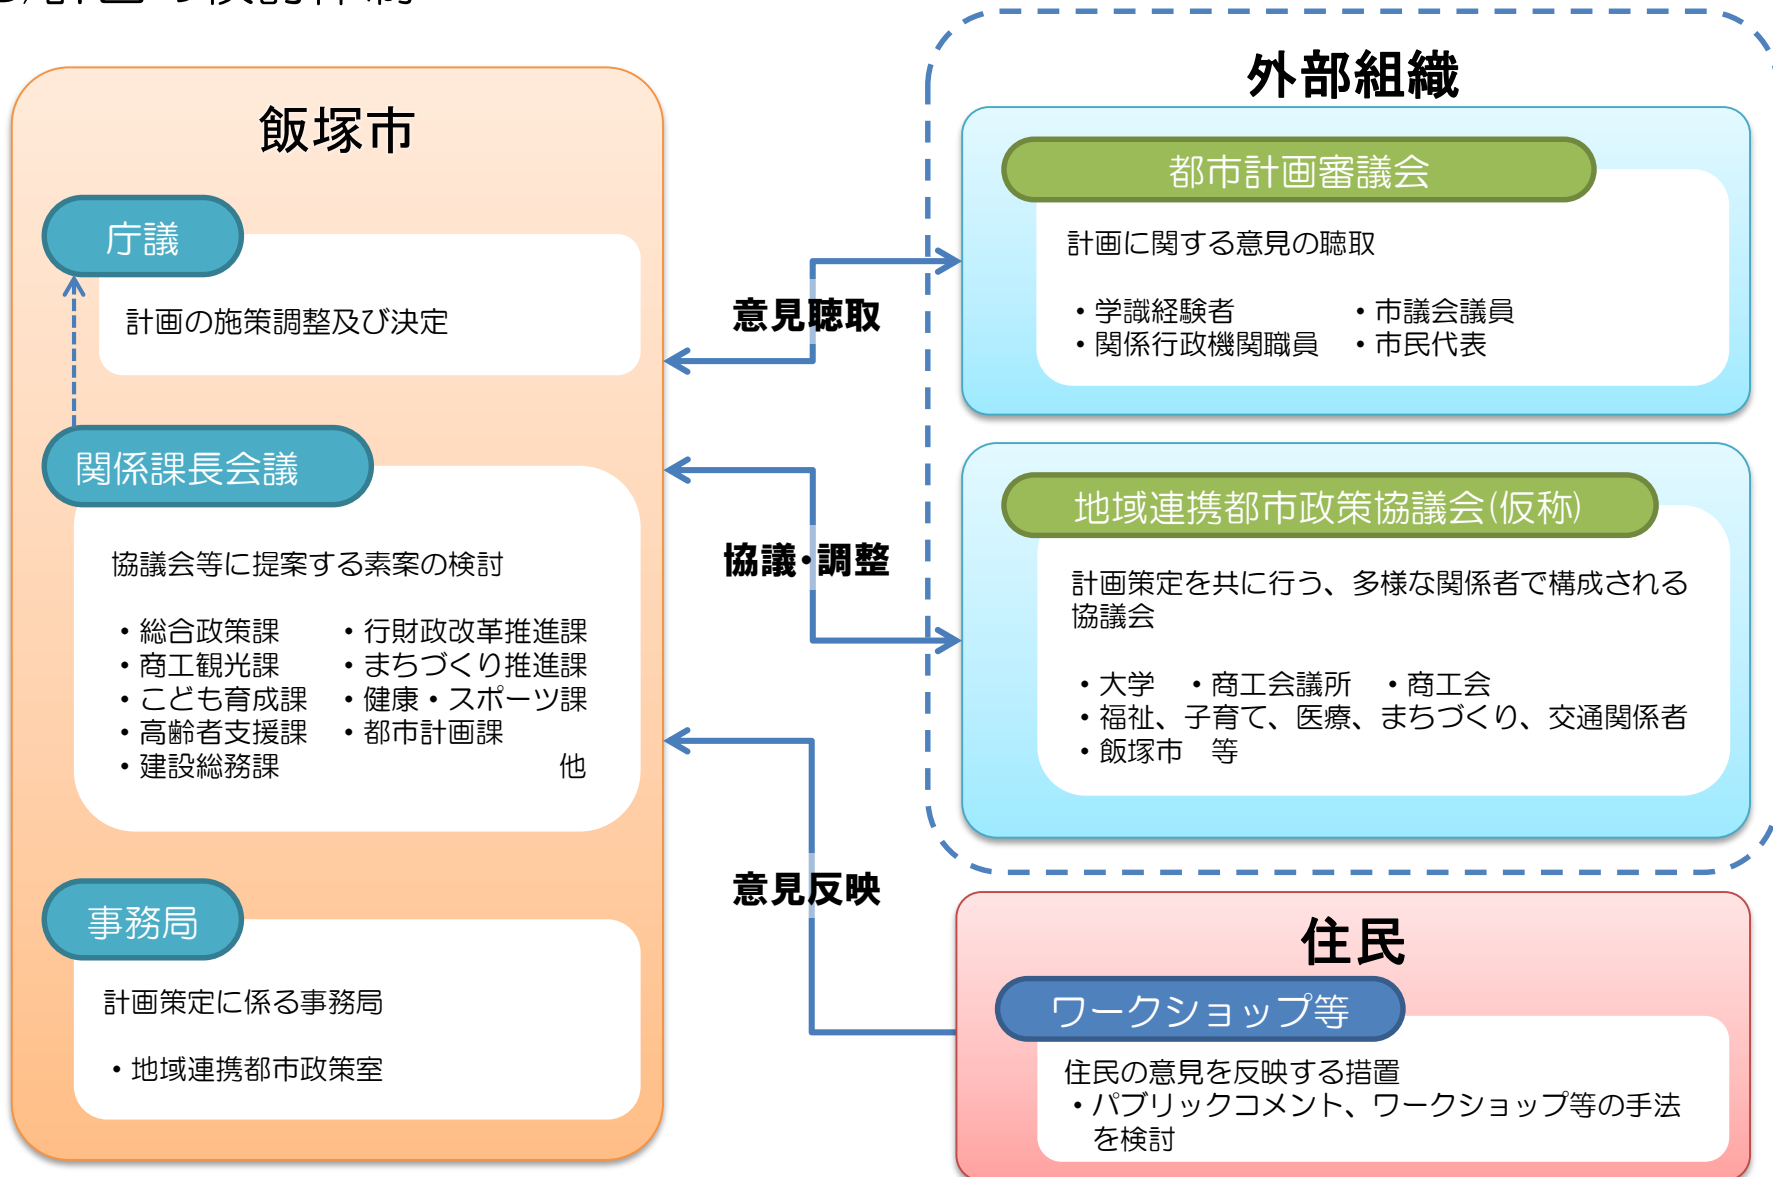 飯塚市
庁議
計画の施策調整及び決定
関係課長会議
協議会等に提案する素案の検討
・総合政策課 ・行財政改革推進課
・商工観光課 ・まちづくり推進課
・こども育成課 ・健康・スポーツ課
・高齢者支援課 ・都市計画課
・建設総務課 他
事務局
計画策定に係る事務局
・地域連携都市政策室
意見聴取
協議・調整
意見反映
外部組織
都市計画審議会
計画に関する意見の聴取
・学識経験者 ・市議会議員
・関係行政機関職員 ・市民代表
地域連携都市政策協議会(仮称)
計画策定を共に行う、多様な関係者で構成される
協議会
・大学 ・商工会議所 ・商工会
・福祉、子育て、医療、まちづくり、交通関係者
・飯塚市 等
住民
ワークショップ等
住民の意見を反映する措置
・パブリックコメント、ワークショップ等の手法
を検討